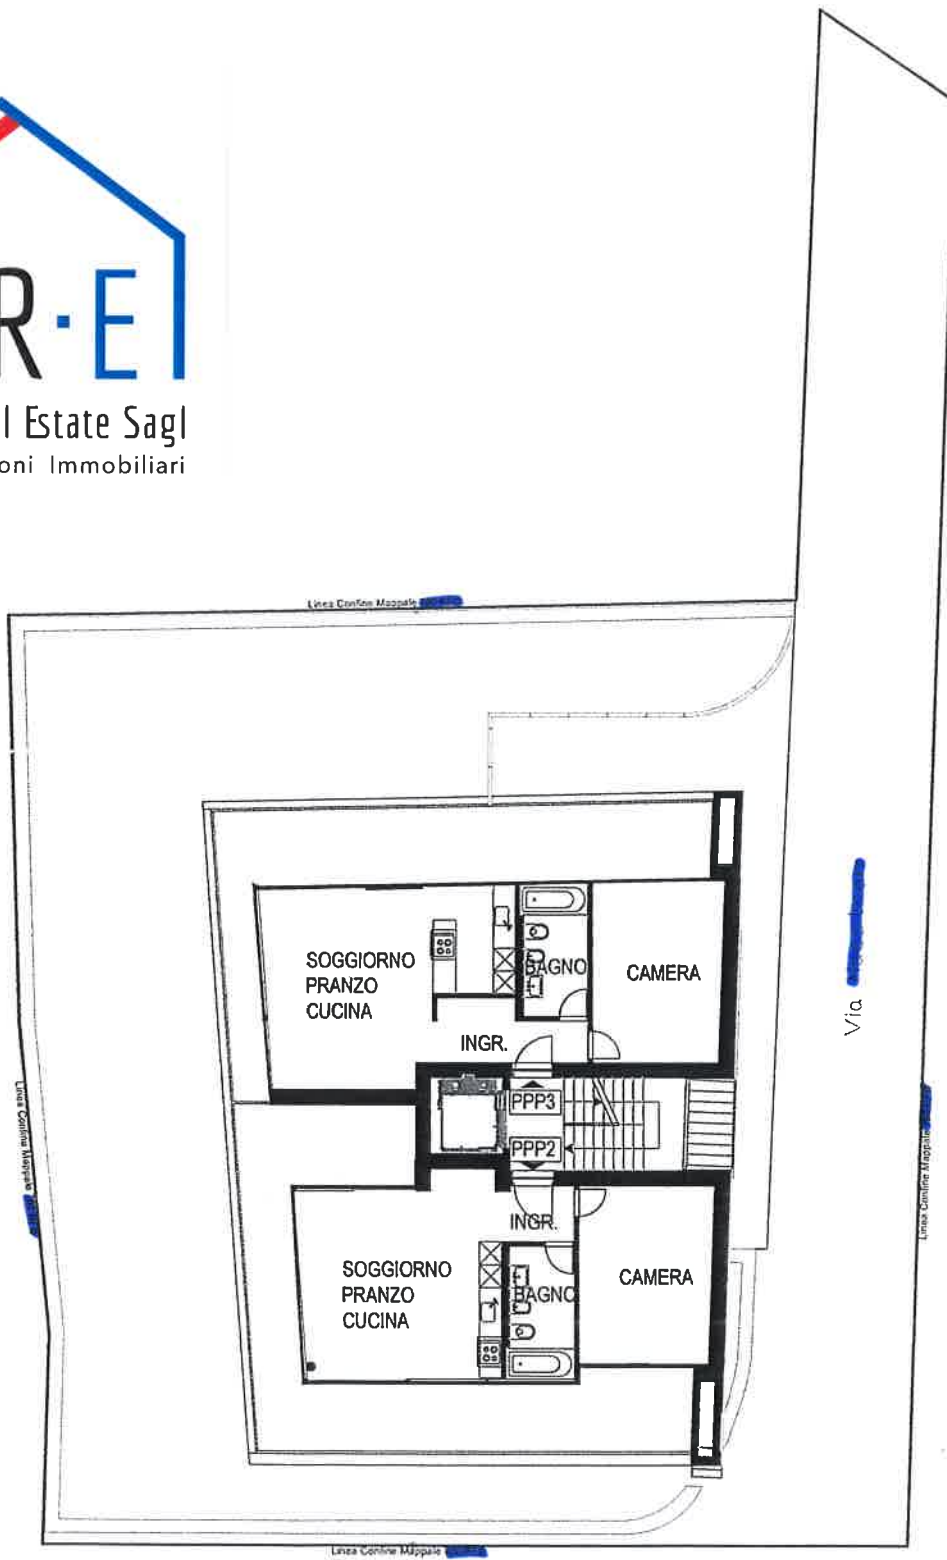 R·E
l Estate Sagl
oni Immobiliari
Linea Confine Mappale
SOGGIORNO
PRANZO
CUCINA
BAGNO
CAMERA
INGR.
PPP3
PPP2
INGR.
SOGGIORNO
PRANZO
CUCINA
BAGNO
CAMERA
Via
Linea Confine Mappale
Linea Confine Mappale
Linea Confine Mappale